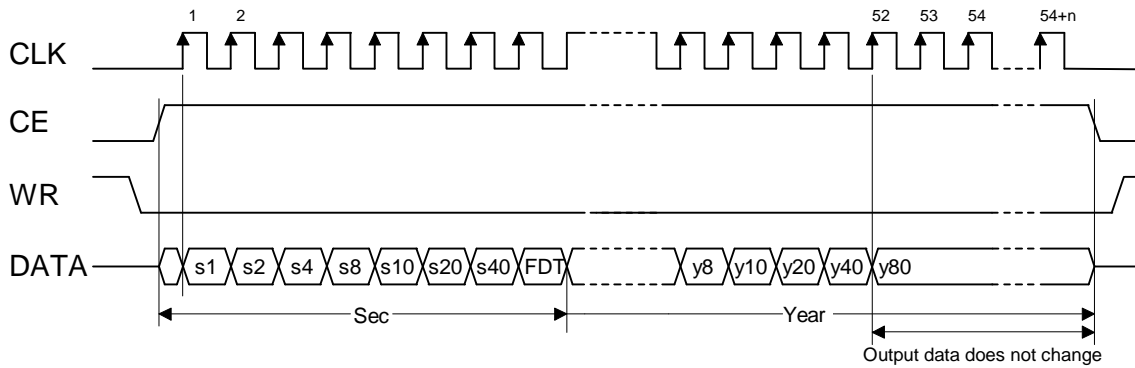 1 2 52 53 54 54+n
CLK
CE
WR
DATA s1 s2 s4 s8 s10 s20 s40 FDT y8 y10 y20 y40 y80
Sec Year
Output data does not change